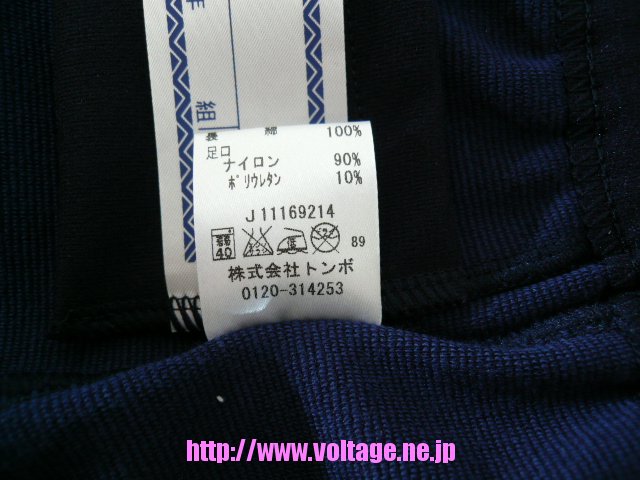 組
表 綿 100%
足口
ナイロン 90%
ポリウレタン 10%
J11169214
40 89
株式会社トンボ
0120-314253
http://www.voltage.ne.jp